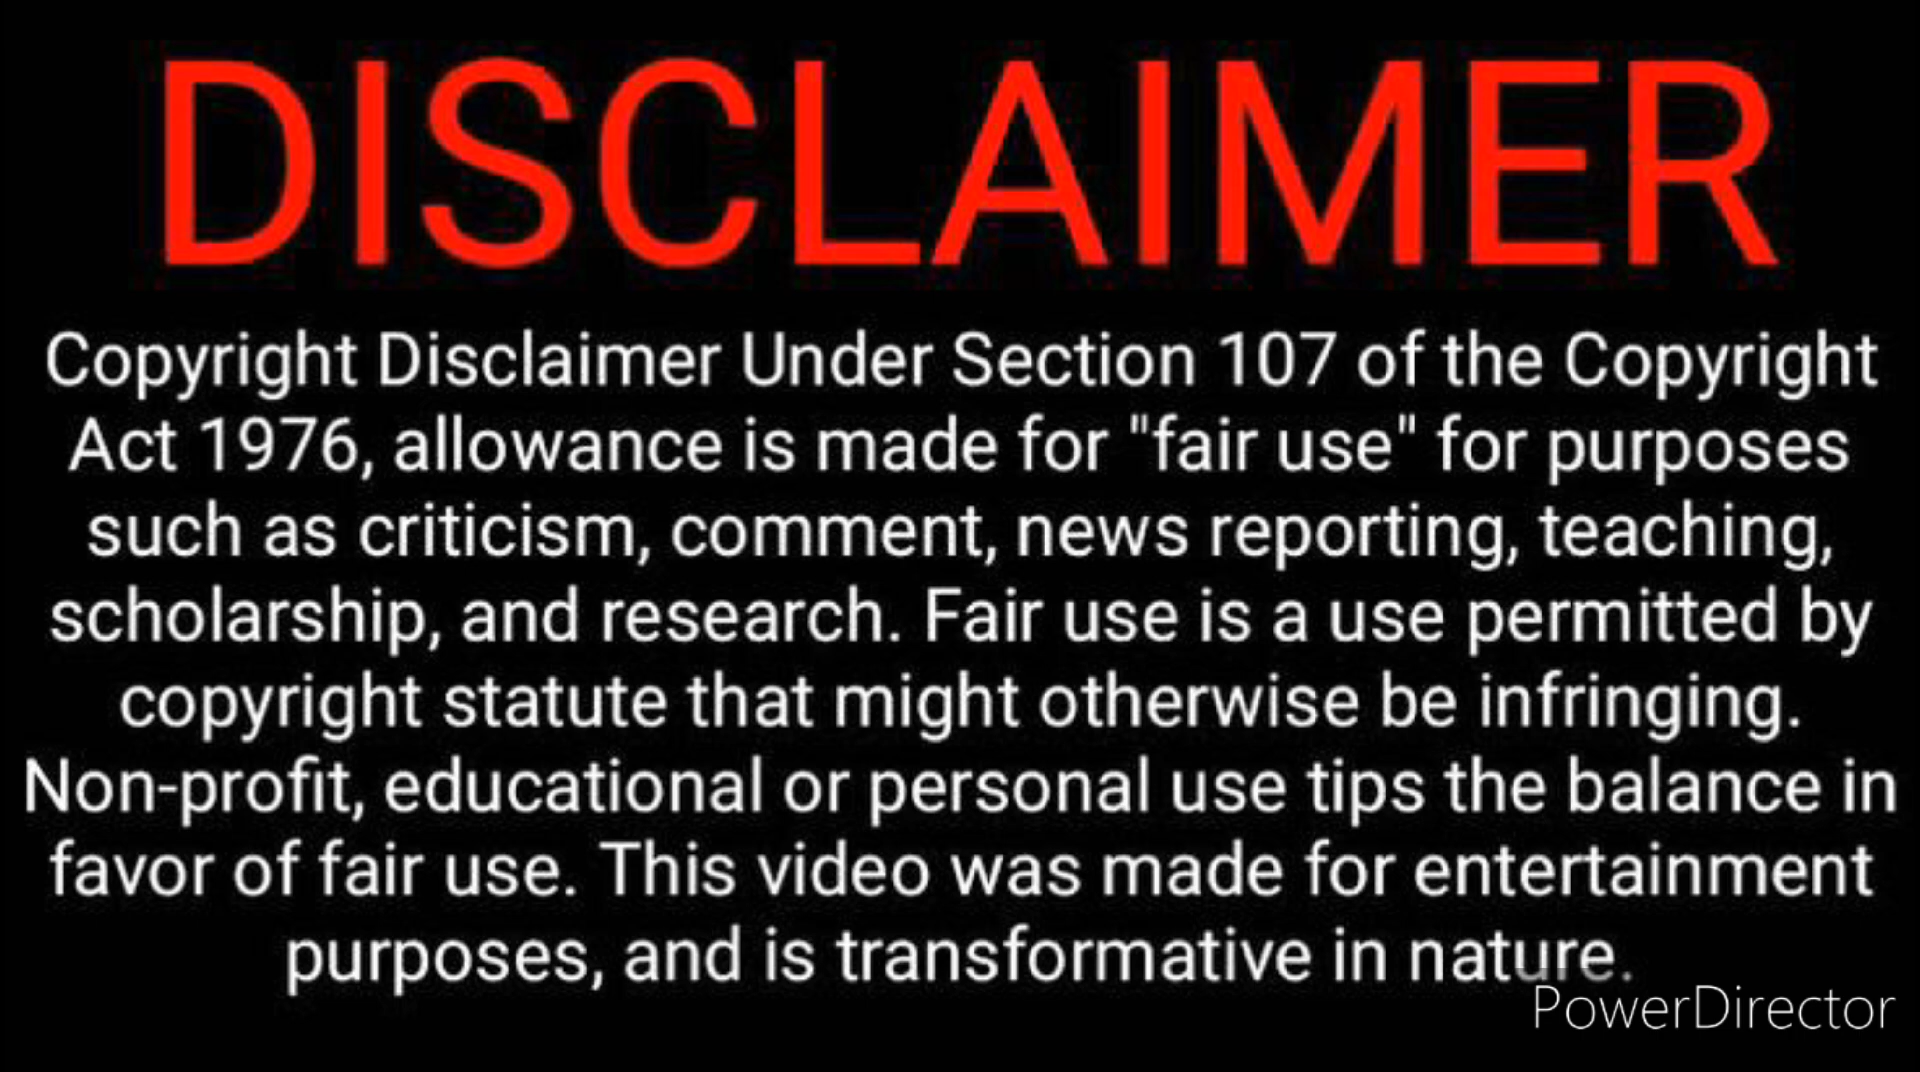 DISCLAIMER
Copyright Disclaimer Under Section 107 of the Copyright
Act 1976, allowance is made for "fair use" for purposes
such as criticism, comment, news reporting, teaching,
scholarship, and research. Fair use is a use permitted by
copyright statute that might otherwise be infringing.
Non-profit, educational or personal use tips the balance in
favor of fair use. This video was made for entertainment
purposes, and is transformative in nature.
PowerDirector